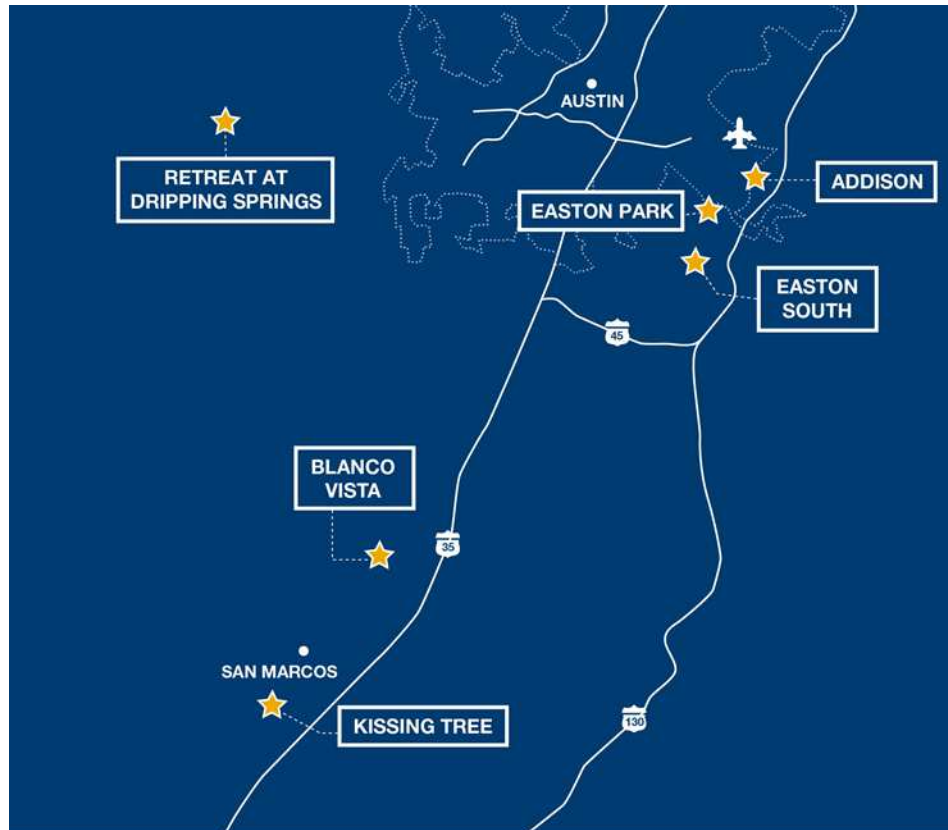 AUSTIN
RETREAT AT
DRIPPING SPRINGS
ADDISON
EASTON PARK
EASTON
SOUTH
45
BLANCO
VISTA
35
SAN MARCOS
KISSING TREE
130